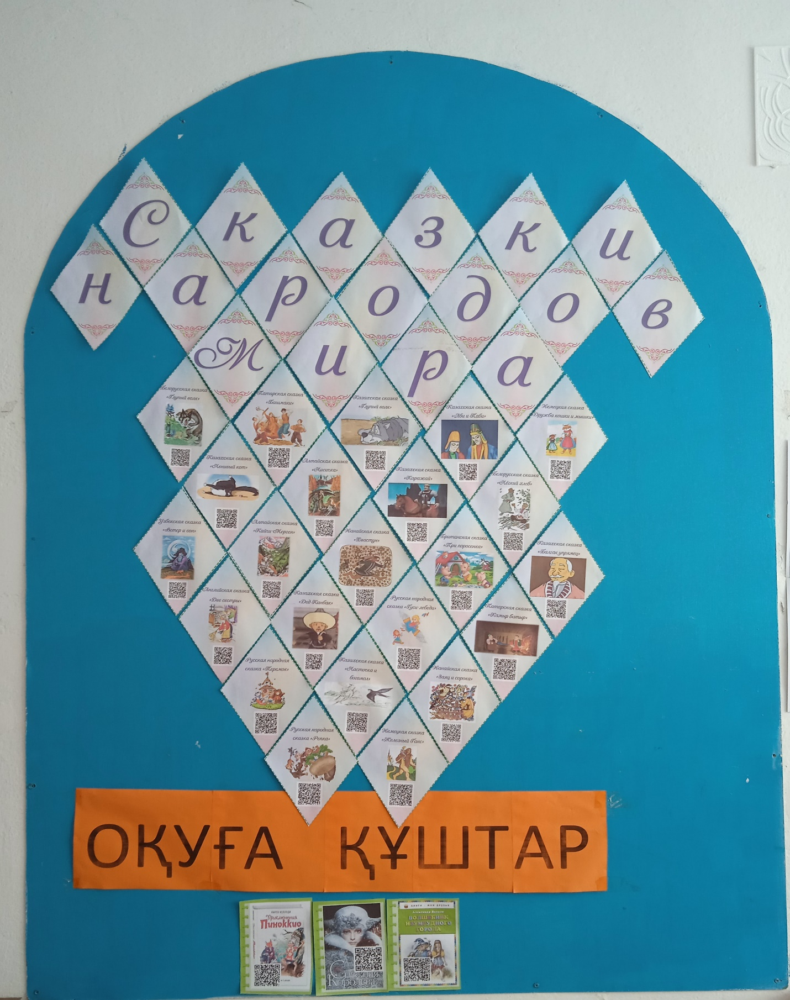 Сказки
народов
Мира
Белорусская сказка
«Глупый волк»
Татарская сказка
«Башмаки»
Казахская сказка
«Глупый волк»
Казахская сказка
«Аби и Таби»
Немецкая сказка
«Дружба кошки и мышки»
Казахская сказка
«Ленивый кот»
Алтайская сказка
«Лисичка»
Казахская сказка
«Каражай»
Белорусская сказка
«Лёгкий хлеб»
Узбекская сказка
«Ветер и сон»
Алтайская сказка
«Кайчи-Мерген»
Нанайская сказка
«Хвастун»
Британская сказка
«Три поросенка»
Казахская сказка
«Балгак упрямец»
Английская сказка
«Две сестры»
Казахская сказка
«Дед Канбак»
Русская народная
сказка «Гуси-лебеди»
Татарская сказка
«Камыр батыр»
Русская народная
сказка «Теремок»
Казахская сказка
«Ласточка и
богомол»
Нанайская сказка
«Заяц и сорока»
Русская народная
сказка «Репка»
Немецкая сказка
«Железный Ганс»
ОҚУҒА ҚҰШТАР
КАРЛО КОЛЛОДИ
Приключения
Пиноккио
Снежная
Королева
КНИГИ - МОИ ДРУЗЬЯ
Александр Волков
ВОЛШЕБНИК
ИЗУМРУДНОГО
ГОРОДА